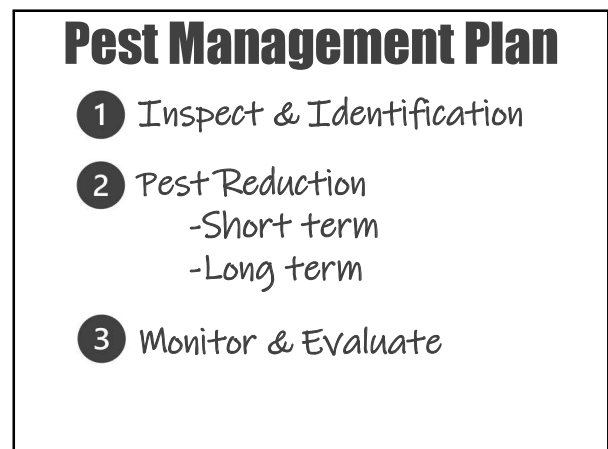 Pest Management Plan
1 Inspect & Identification
2 Pest Reduction
-Short term
-Long term
3 Monitor & Evaluate